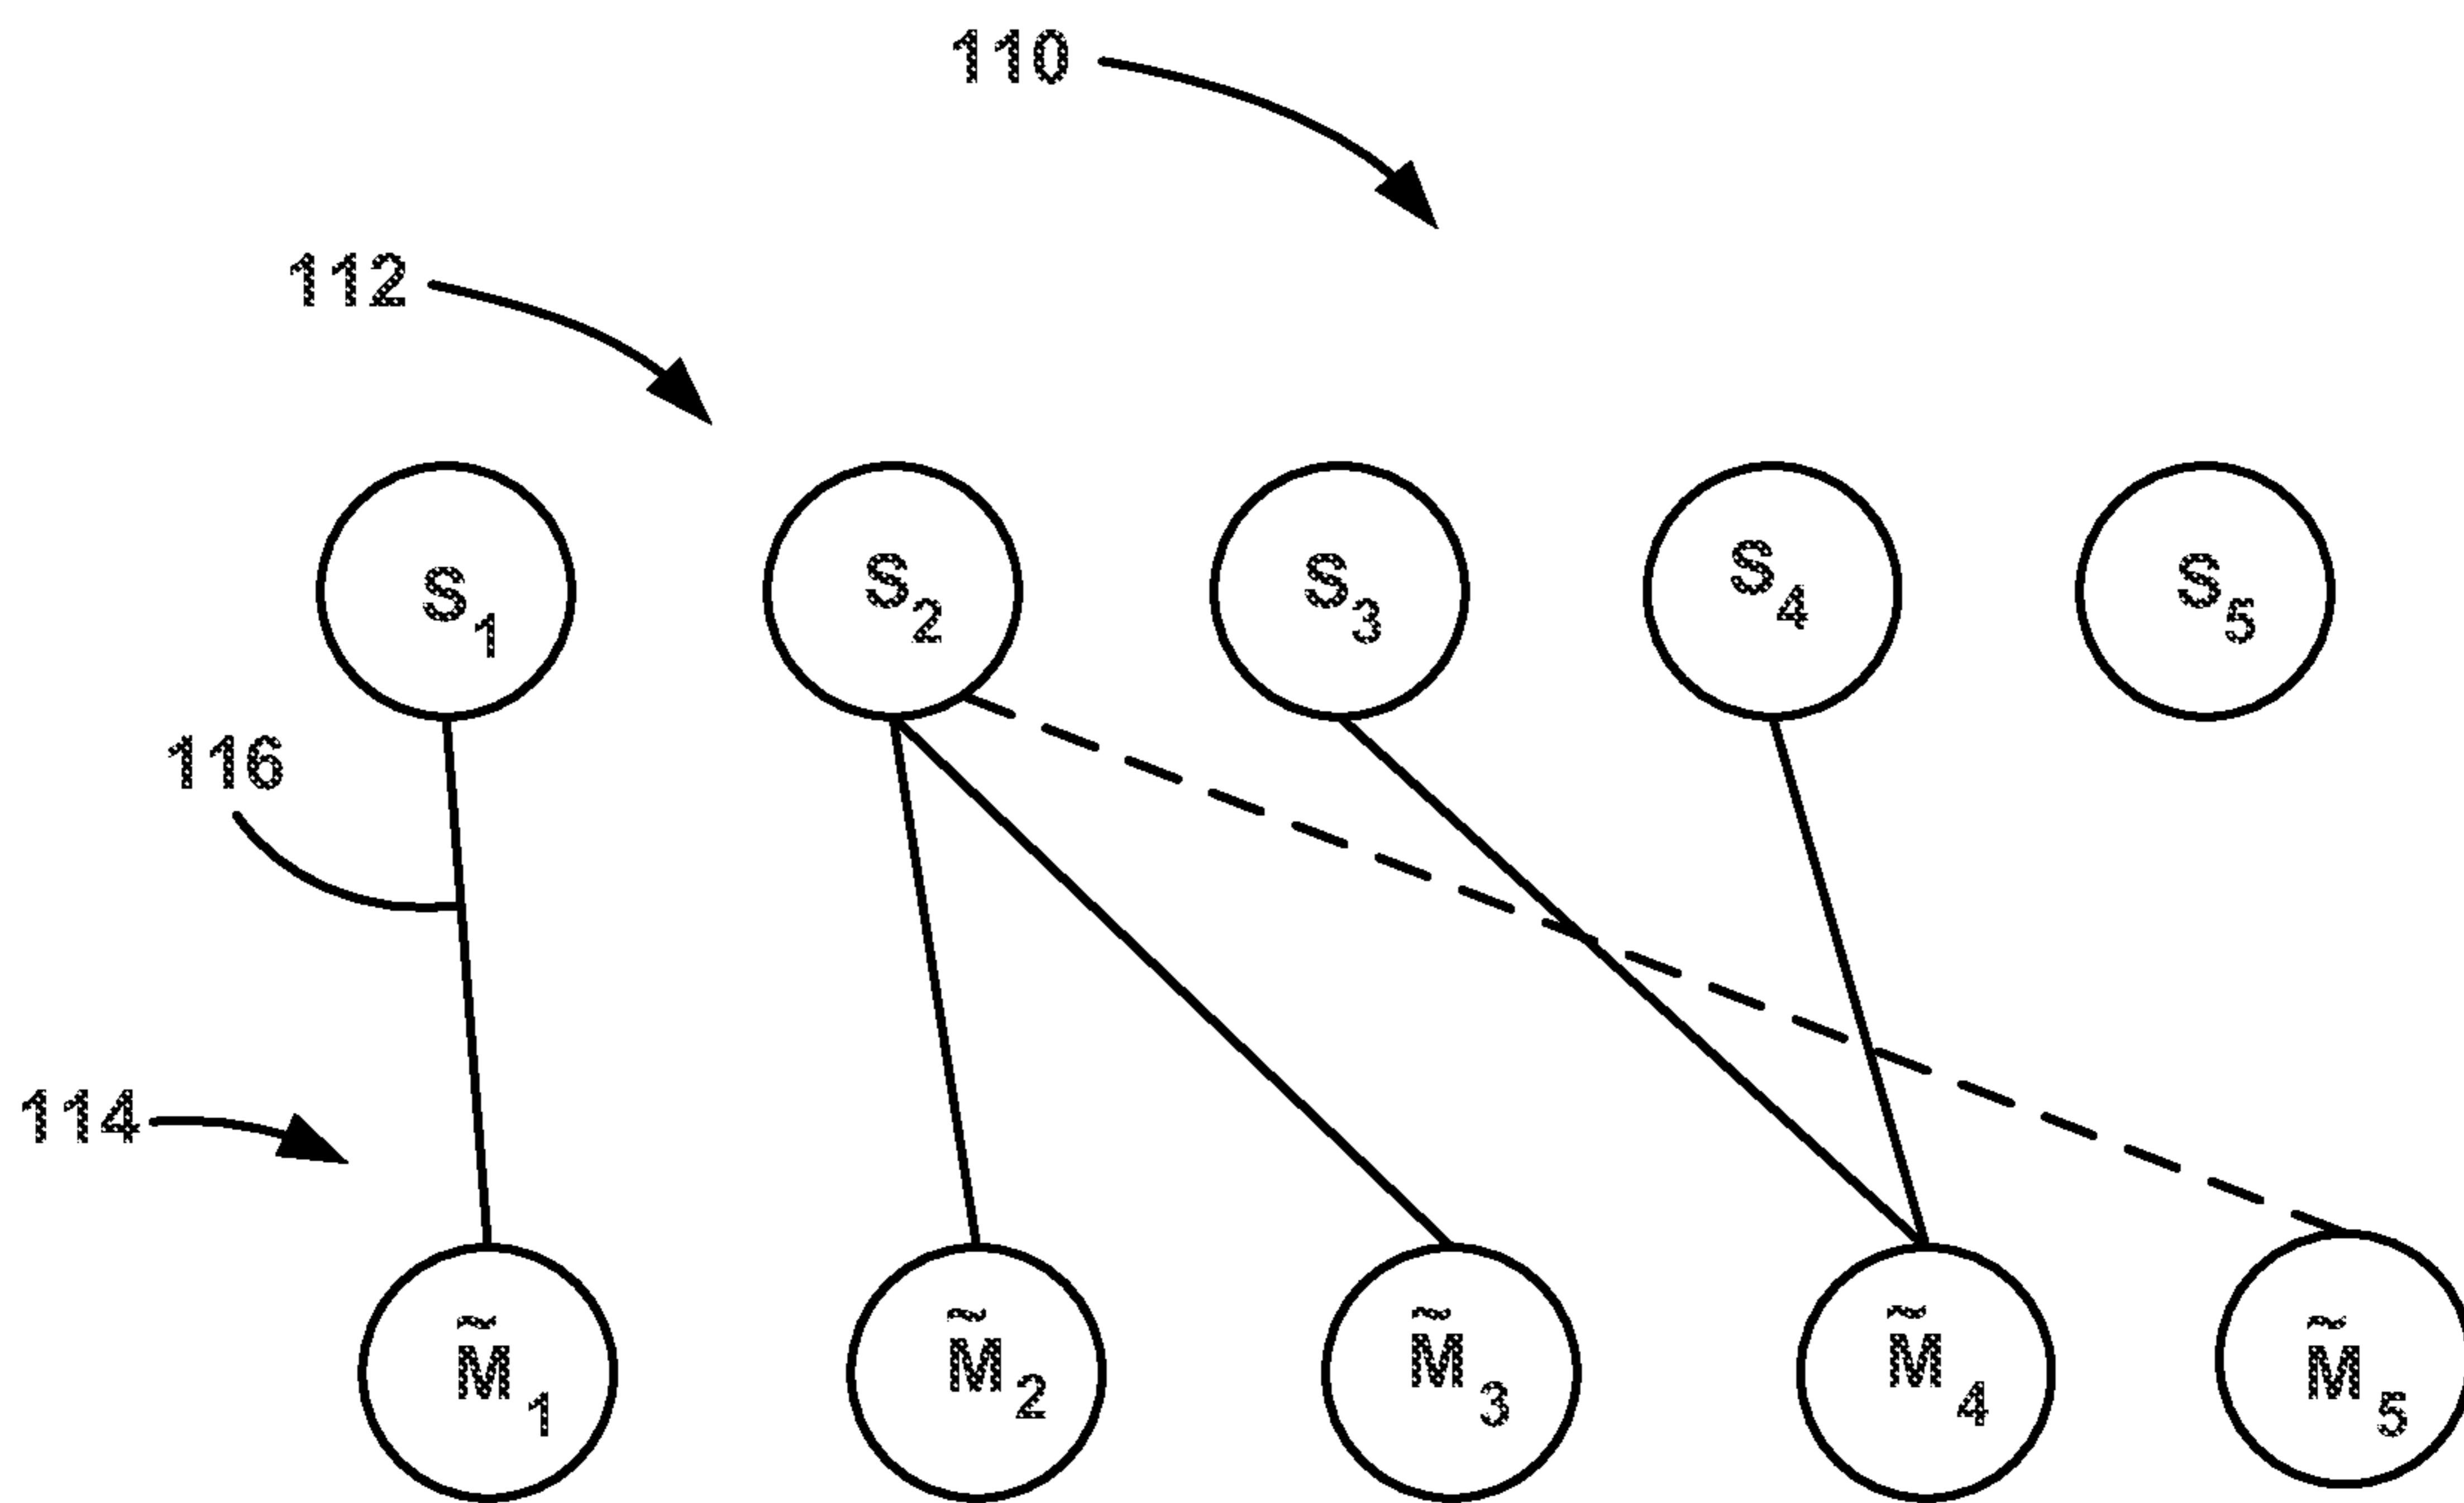 110
112
S₁ S₂ S₃ S₄ S₅
116
114
M̃₁ M̃₂ M̃₃ M̃₄ M̃₅